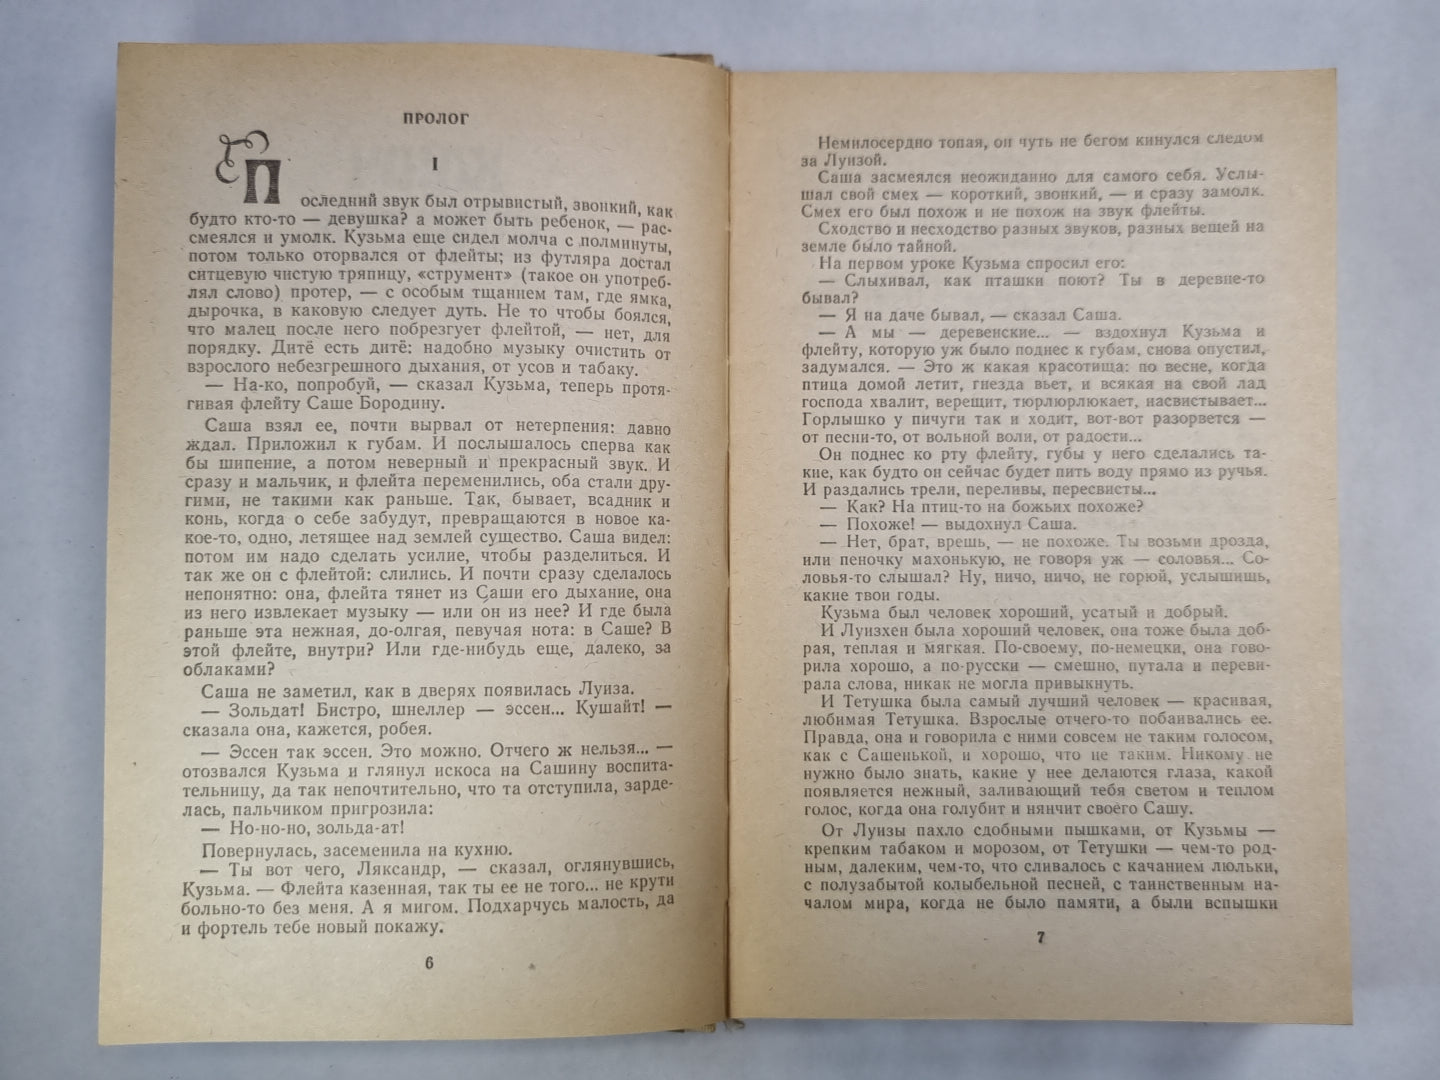 ПРОЛОГ
I
Последний звук был отрывистый, звонкий, как
будто кто-то — девушка? а может быть ребенок, — рас-
смеялся и умолк. Кузьма еще сидел молча с полминуты,
потом только оторвался от флейты; из футляра достал
ситцевую чистую тряпицу, «струмент» (такое он употреб-
лял слово) протер, — с особым тщанием там, где ямка,
дырочка, в каковую следует дуть. Не то чтобы боялся,
что малец после него побрезгует флейтой, — нет, для
порядку. Дитё есть дитё: надобно музыку очистить от
взрослого небезгрешного дыхания, от усов и табаку.
— На-ко, попробуй, — сказал Кузьма, теперь протя-
гивая флейту Саше Бородину.
Саша взял ее, почти вырвал от нетерпения: давно
ждал. Приложил к губам. И послышалось сперва как
бы шипение, а потом неверный и прекрасный звук. И
сразу и мальчик, и флейта переменились, оба стали дру-
гими, не такими как раньше. Так, бывает, всадник и
конь, когда о себе забудут, превращаются в новое ка-
кое-то, одно, летящее над землей существо. Саша видел:
потом им надо сделать усилие, чтобы разделиться. И
так же он с флейтой: слились. И почти сразу сделалось
непонятно: она, флейта тянет из Саши его дыхание, она
из него извлекает музыку — или он из нее? И где была
раньше эта нежная, до-олгая, певучая нота: в Саше? В
этой флейте, внутри? Или где-нибудь еще, далеко, за
облаками?
Саша не заметил, как в дверях появилась Луиза.
— Зольдат! Бистро, шнеллер — эссен... Кушайт! —
сказала она, кажется, робея.
— Эссен так эссен. Это можно. Отчего ж нельзя... —
отозвался Кузьма и глянул искоса на Сашину воспита-
тельницу, да так непочтительно, что та отступила, зарде-
лась, пальчиком пригрозила:
— Но-но-но, зольда-ат!
Повернулась, засеменила на кухню.
— Ты вот чего, Ляксандр, — сказал, оглянувшись,
Кузьма. — Флейта казенная, так ты ее не того... не крути
больно-то без меня. А я мигом. Подхарчусь малость, да
и фортель тебе новый покажу.
6
Немилосердно топая, он чуть не бегом кинулся следом
за Луизой.
Саша засмеялся неожиданно для самого себя. Услы-
шал свой смех — короткий, звонкий, — и сразу замолк.
Смех его был похож и не похож на звук флейты.
Сходство и несходство разных звуков, разных вещей на
земле было тайной.
На первом уроке Кузьма спросил его:
— Слыхивал, как пташки поют? Ты в деревне-то
бывал?
— Я на даче бывал, — сказал Саша.
— А мы — деревенские... — вздохнул Кузьма и
флейту, которую уж было поднес к губам, снова опустил,
задумался. — Это ж какая красотища: по весне, когда
птица домой летит, гнезда вьет, и всякая на свой лад
господа хвалит, верещит, тюрлюрлюкает, насвистывает...
Горлышко у пичуги так и ходит, вот-вот разорвется —
от песни-то, от вольной воли, от радости...
Он поднес ко рту флейту, губы у него сделались та-
кие, как будто он сейчас будет пить воду прямо из ручья.
И раздались трели, переливы, пересвисты...
— Как? На птиц-то на божьих похоже?
— Похоже! — выдохнул Саша.
— Нет, брат, врешь, — не похоже. Ты возьми дрозда,
или пеночку махонькую, не говоря уж — соловья... Со-
ловья-то слышал? Ну, ничо, ничо, не горюй, услышишь,
какие твои годы.
Кузьма был человек хороший, усатый и добрый.
И Луизхен была хороший человек, она тоже была доб-
рая, теплая и мягкая. По-своему, по-немецки, она гово-
рила хорошо, а по-русски — смешно, путала и переви-
рала слова, никак не могла привыкнуть.
И Тетушка была самый лучший человек — красивая,
любимая Тетушка. Взрослые отчего-то побаивались ее.
Правда, она и говорила с ними совсем не таким голосом,
как с Сашенькой, и хорошо, что не таким. Никому не
нужно было знать, какие у нее делаются глаза, какой
появляется нежный, заливающий тебя светом и теплом
голос, когда она голубит и нянчит своего Сашу.
От Луизы пахло сдобными пышками, от Кузьмы —
крепким табаком и морозом, от Тетушки — чем-то род-
ным, далеким, чем-то, что сливалось с качанием люльки,
с полузабытой колыбельной песней, с таинственным на-
чалом мира, когда не было памяти, а были вспышки
7